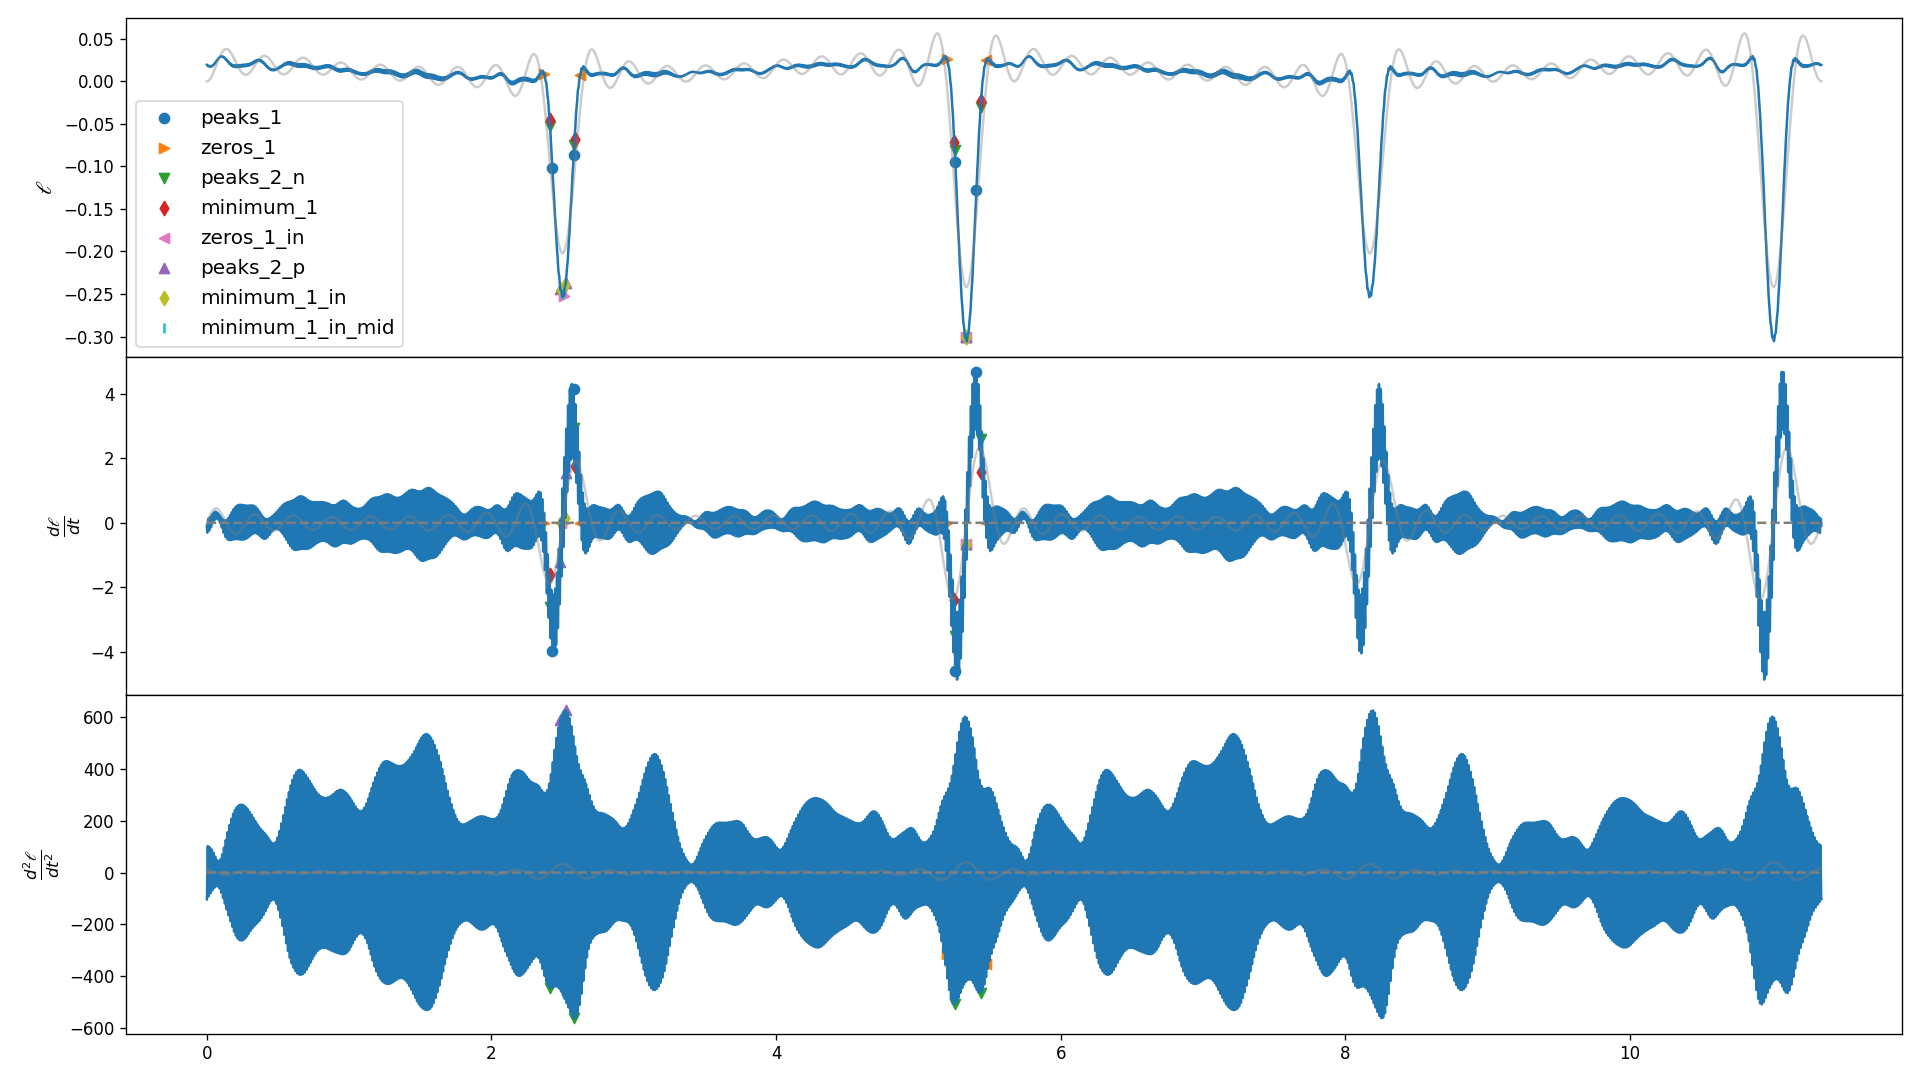 0.05
0.00
−0.05
−0.10
−0.15
−0.20
−0.25
−0.30
ℓ
peaks_1
zeros_1
peaks_2_n
minimum_1
zeros_1_in
peaks_2_p
minimum_1_in
minimum_1_in_mid
4
2
0
−2
−4
dℓ
dt
600
400
200
0
−200
−400
−600
d²ℓ
dt²
0 2 4 6 8 10